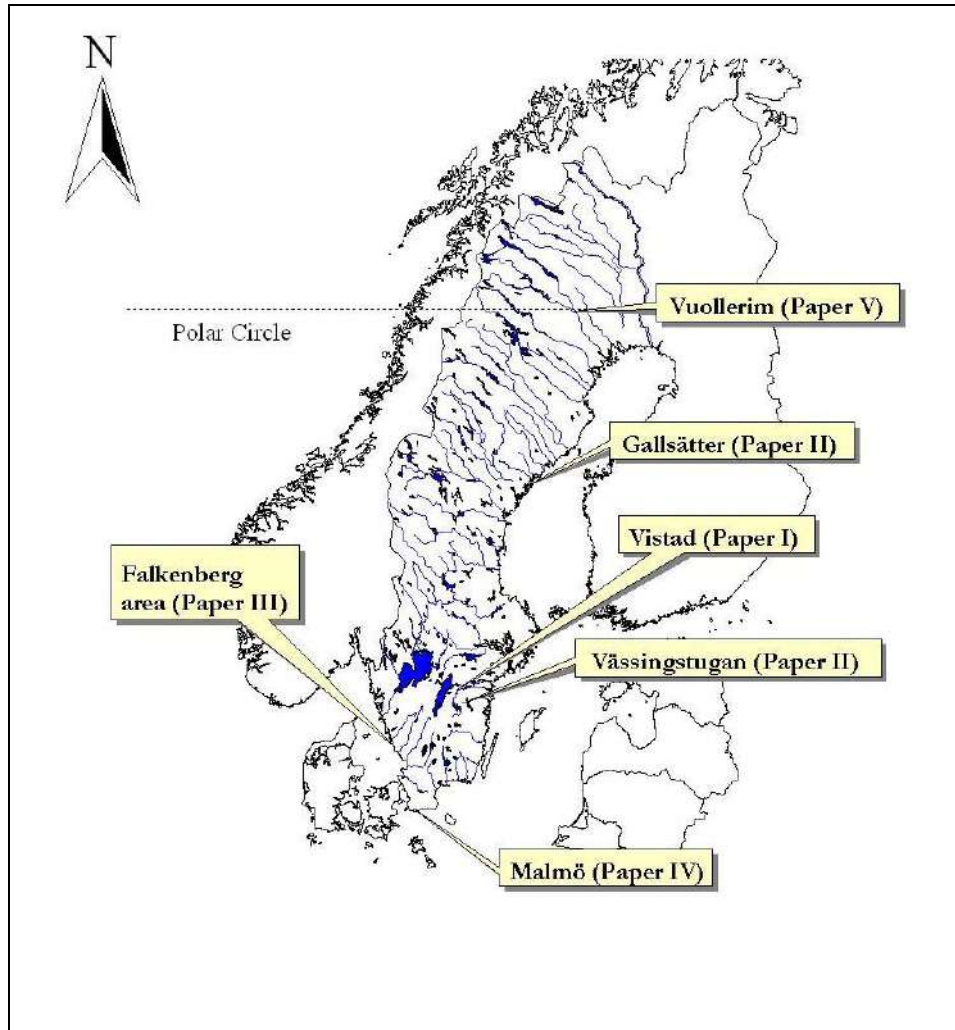 N
Polar Circle
Vuollerim (Paper V)
Gallsätter (Paper II)
Vistad (Paper I)
Falkenberg
area (Paper III)
Vässingstugan (Paper II)
Malmö (Paper IV)